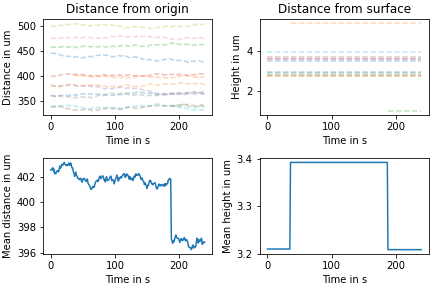 Distance from origin
Distance in um
500
450
400
350
0
100
200
Time in s
Distance from surface
Height in um
4
2
0
100
200
Time in s
Mean distance in um
402
400
398
396
0
100
200
Time in s
Mean height in um
3.4
3.3
3.2
0
100
200
Time in s